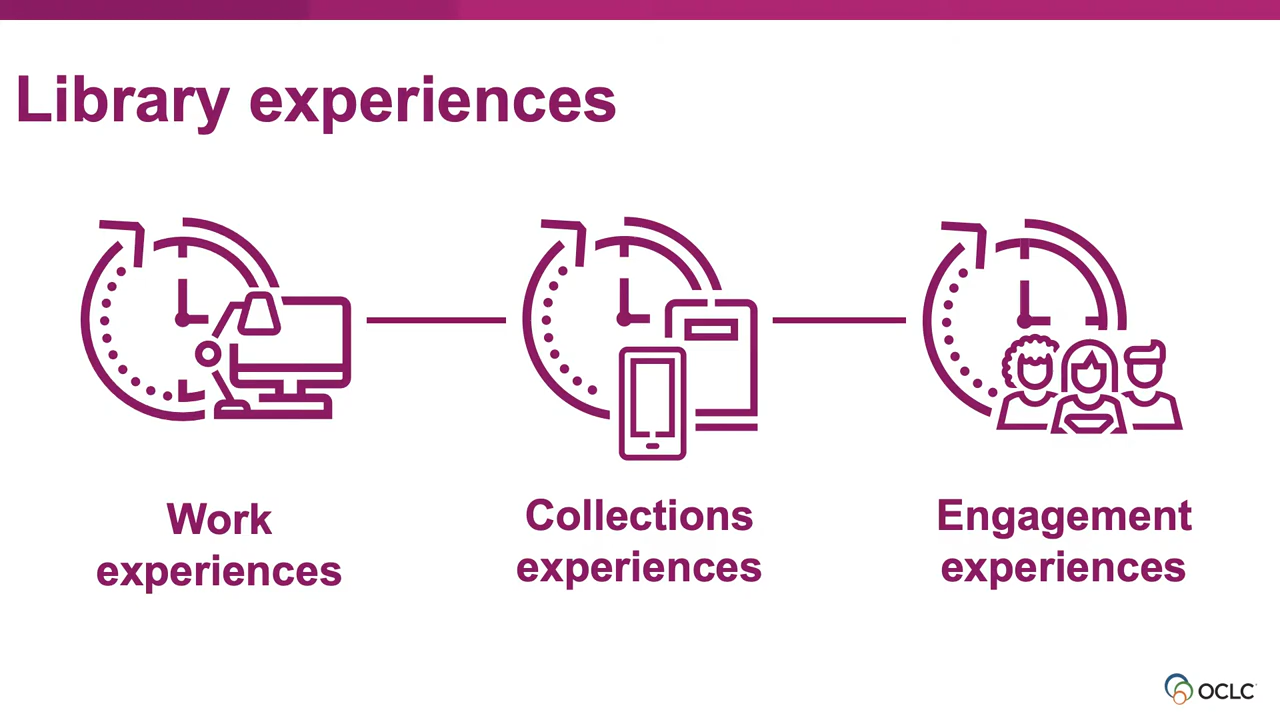 Library experiences
Work
experiences
Collections
experiences
Engagement
experiences
OCLC